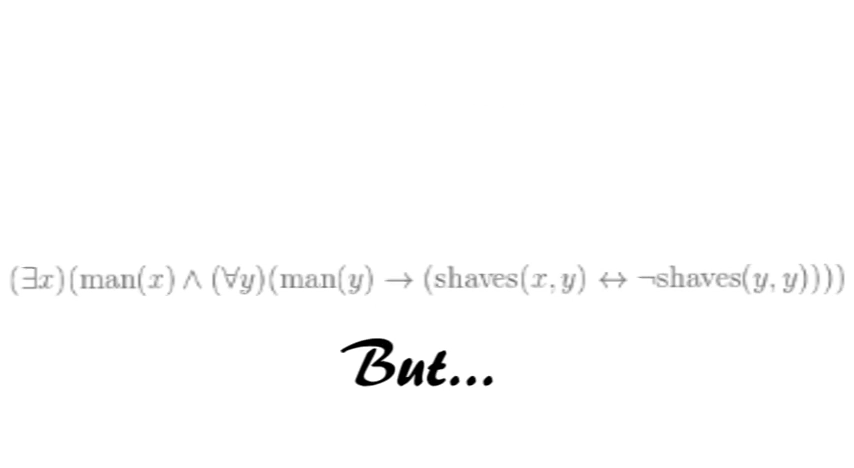 (∃x)(man(x) ∧ (∀y)(man(y) → (shaves(x, y) ↔ ¬shaves(y, y))))
But...